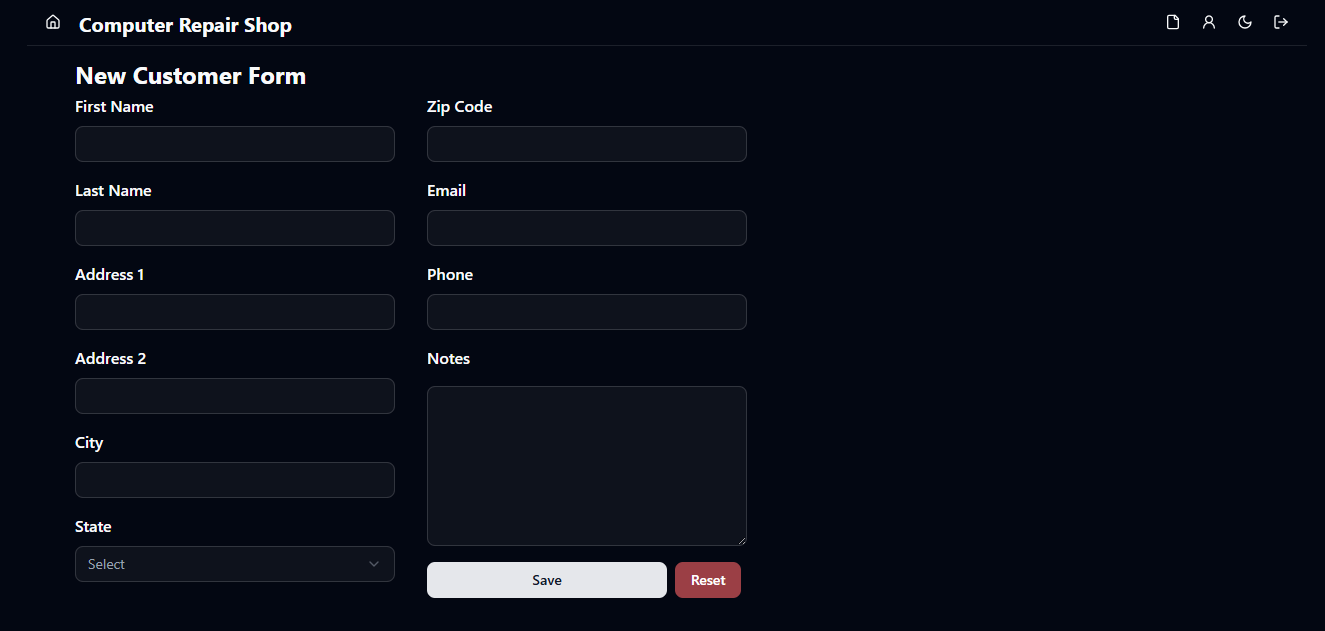 Computer Repair Shop
New Customer Form
First Name
Last Name
Address 1
Address 2
City
State
Select
Zip Code
Email
Phone
Notes
Save
Reset